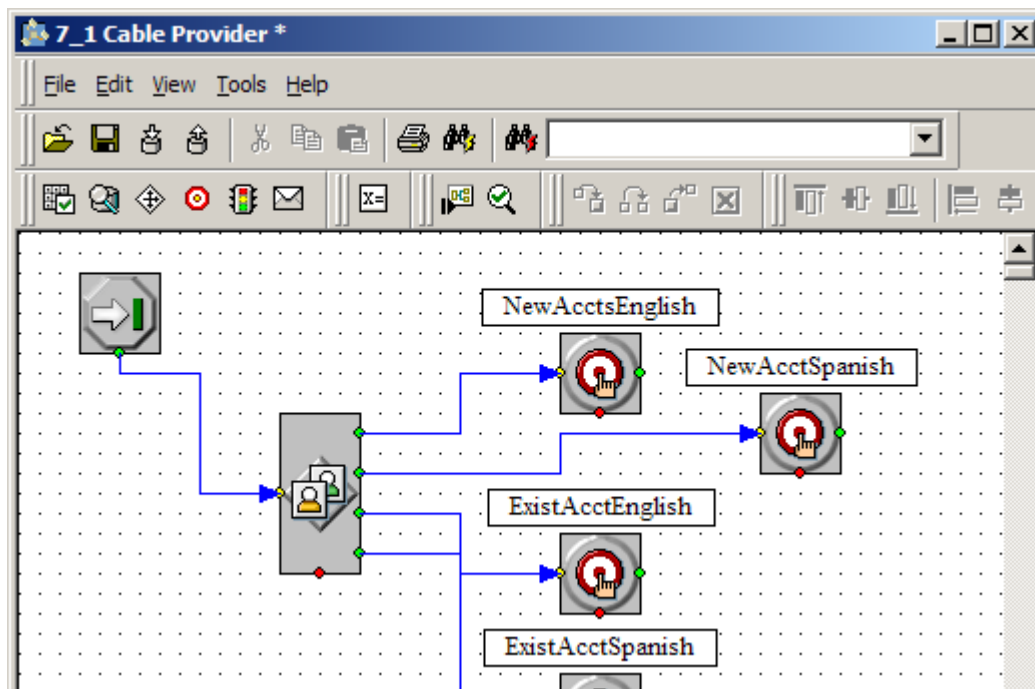 7_1 Cable Provider *
File Edit View Tools Help
X=
NewAcctsEnglish
NewAcctSpanish
ExistAcctEnglish
ExistAcctSpanish